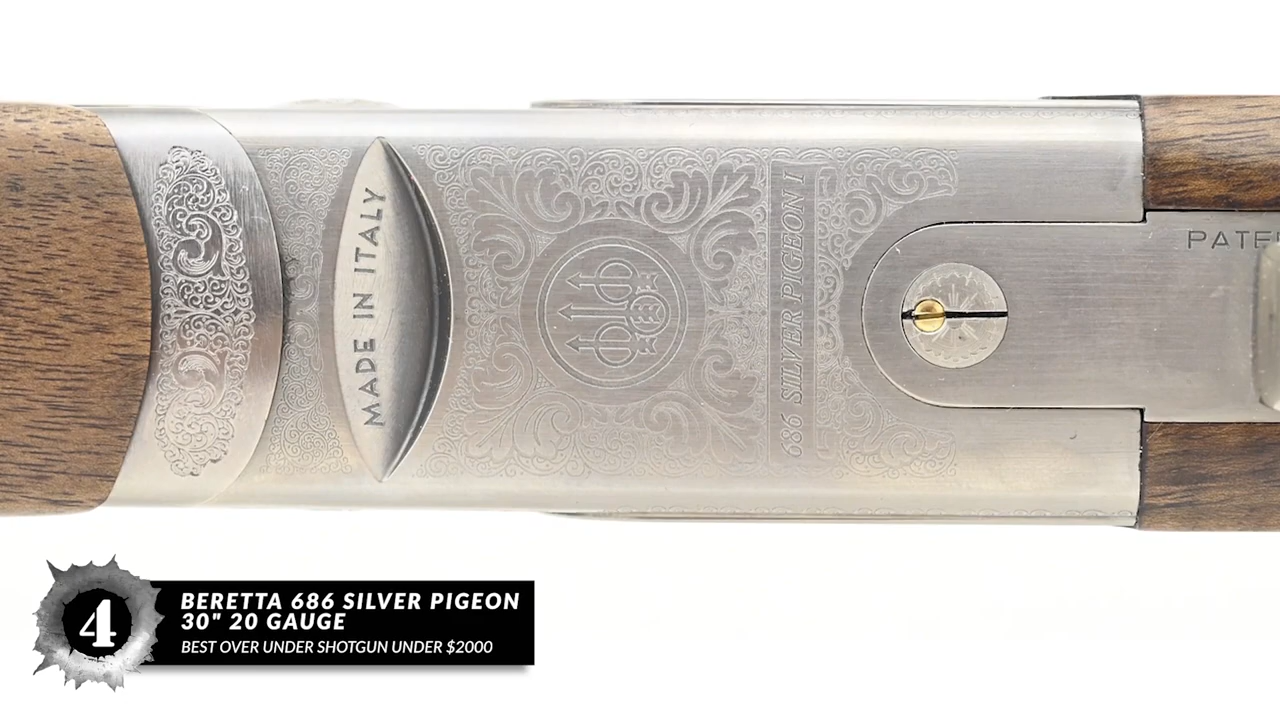 MADE IN ITALY
686 SILVER PIGEON I
4
BERETTA 686 SILVER PIGEON
30" 20 GAUGE
BEST OVER UNDER SHOTGUN UNDER $2000